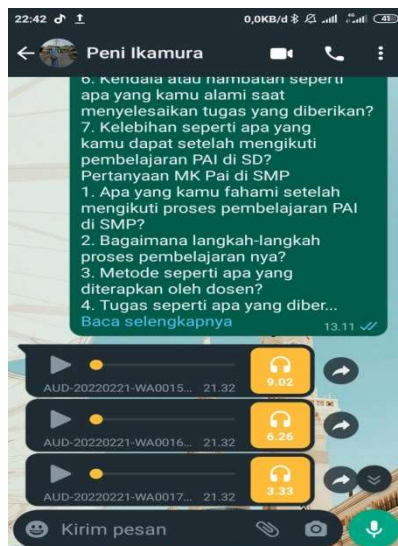 22:42 0,0KB/d 41
Peni Ikamura
6. Kendala atau hambatan seperti
apa yang kamu alami saat
menyelesaikan tugas yang diberikan?
7. Kelebihan seperti apa yang
kamu dapat setelah mengikuti
pembelajaran PAI di SD?
Pertanyaan MK Pai di SMP
1. Apa yang kamu fahami setelah
mengikuti proses pembelajaran PAI
di SMP?
2. Bagaimana langkah-langkah
proses pembelajaran nya?
3. Metode seperti apa yang
diterapkan oleh dosen?
4. Tugas seperti apa yang diber...
Baca selengkapnya 13.11
9.02
AUD-20220221-WA0015... 21.32
6.26
AUD-20220221-WA0016... 21.32
3.33
AUD-20220221-WA0017... 21.32
Kirim pesan